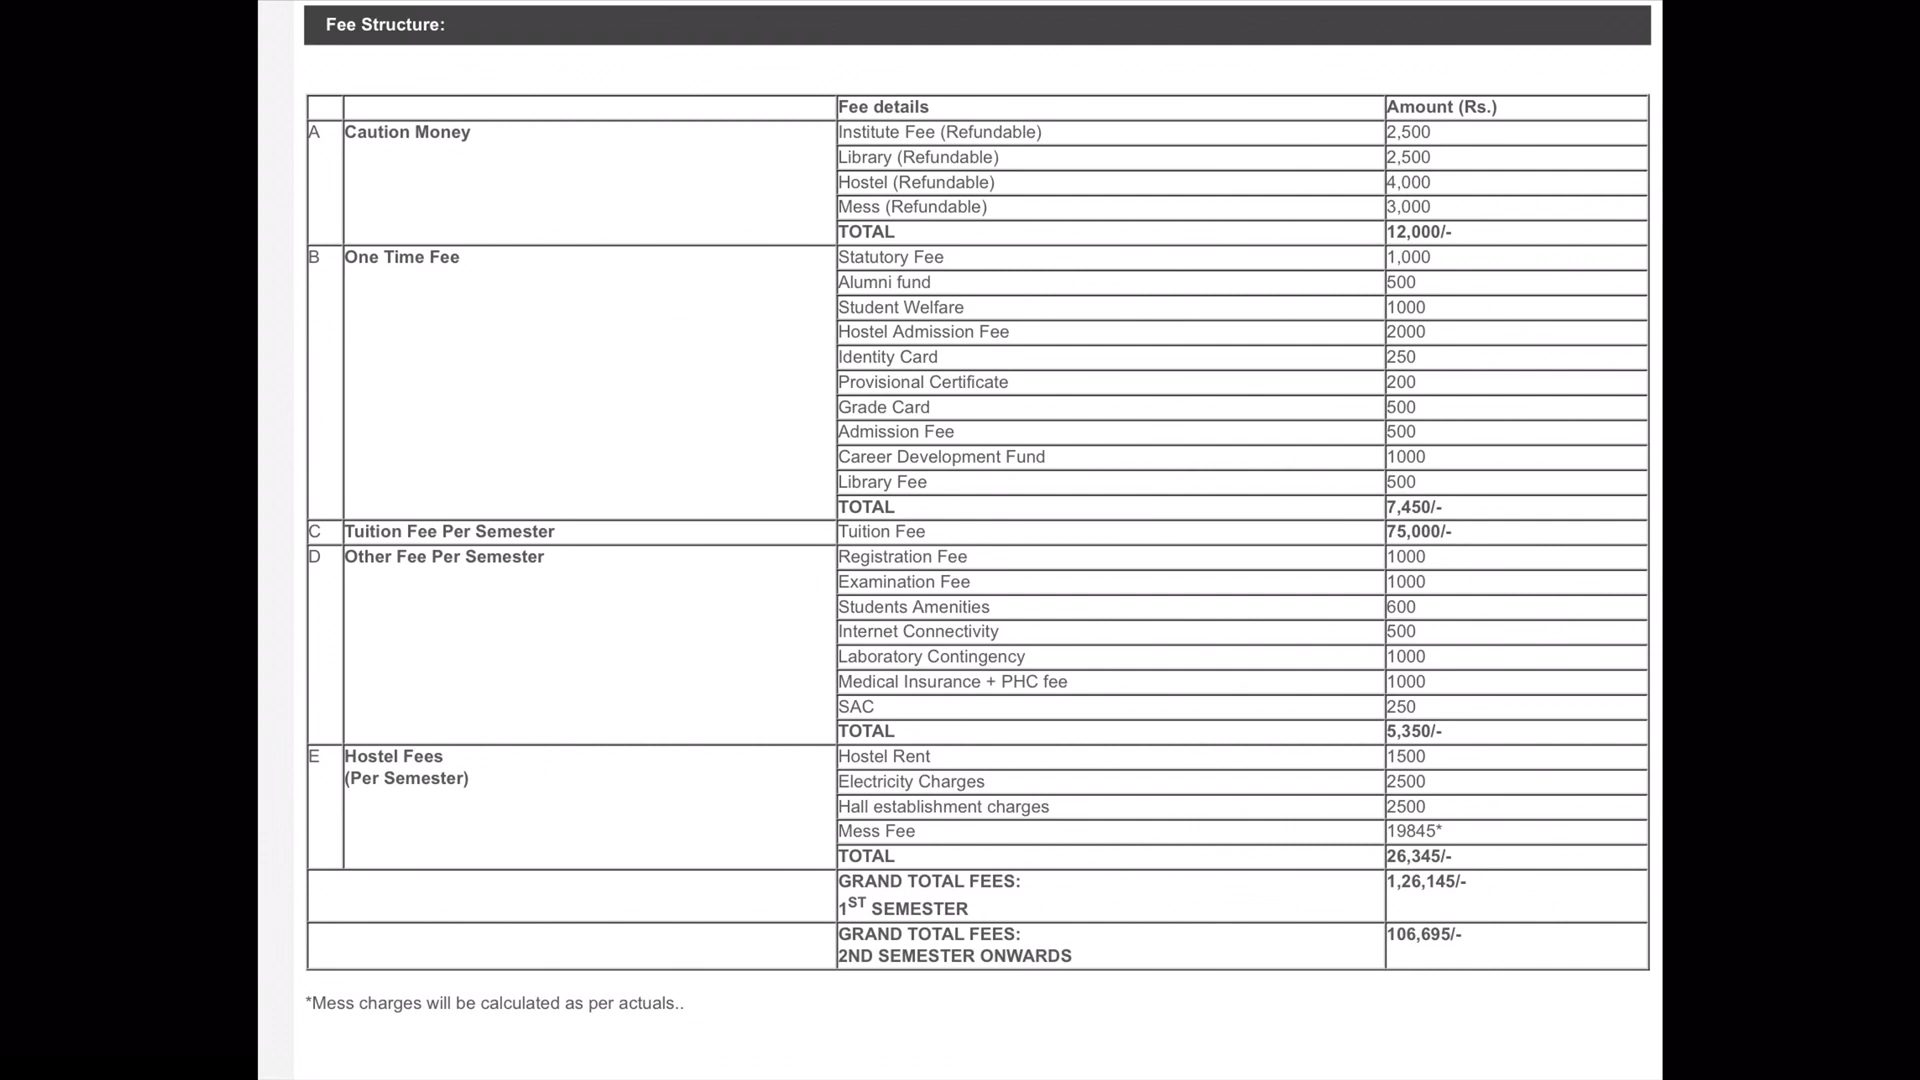 Fee Structure:
Fee details Amount (Rs.)
A Caution Money Institute Fee (Refundable) 2,500
Library (Refundable) 2,500
Hostel (Refundable) 4,000
Mess (Refundable) 3,000
TOTAL 12,000/-
B One Time Fee Statutory Fee 1,000
Alumni fund 500
Student Welfare 1000
Hostel Admission Fee 2000
Identity Card 250
Provisional Certificate 200
Grade Card 500
Admission Fee 500
Career Development Fund 1000
Library Fee 500
TOTAL 7,450/-
C Tuition Fee Per Semester Tuition Fee 75,000/-
D Other Fee Per Semester Registration Fee 1000
Examination Fee 1000
Students Amenities 600
Internet Connectivity 500
Laboratory Contingency 1000
Medical Insurance + PHC fee 1000
SAC 250
TOTAL 5,350/-
E Hostel Fees Hostel Rent 1500
(Per Semester) Electricity Charges 2500
Hall establishment charges 2500
Mess Fee 19845*
TOTAL 26,345/-
GRAND TOTAL FEES: 1,26,145/-
1ST SEMESTER
GRAND TOTAL FEES: 106,695/-
2ND SEMESTER ONWARDS
*Mess charges will be calculated as per actuals..